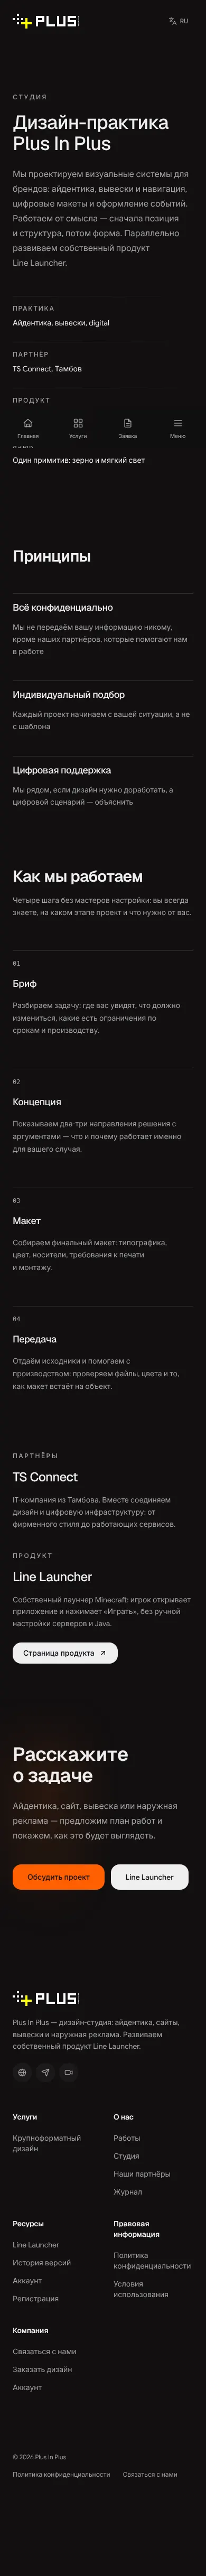 PLUS
RU
СТУДИЯ
Дизайн-практика
Plus In Plus
Мы проектируем визуальные системы для
брендов: айдентика, вывески и навигация,
цифровые макеты и оформление событий.
Работаем от смысла — сначала позиция
и структура, потом форма. Параллельно
развиваем собственный продукт
Line Launcher.
ПРАКТИКА
Айдентика, вывески, digital
ПАРТНЁР
TS Connect, Тамбов
ПРОДУКТ
Главная
Услуги
Заявка
Меню
Один примитив: зерно и мягкий свет
Принципы
Всё конфиденциально
Мы не передаём вашу информацию никому,
кроме наших партнёров, которые помогают нам
в работе
Индивидуальный подбор
Каждый проект начинаем с вашей ситуации, а не
с шаблона
Цифровая поддержка
Мы рядом, если дизайн нужно доработать, а
цифровой сценарий — объяснить
Как мы работаем
Четыре шага без мастеров настройки: вы всегда
знаете, на каком этапе проект и что нужно от вас.
01
Бриф
Разбираем задачу: где вас увидят, что должно
измениться, какие есть ограничения по
срокам и производству.
02
Концепция
Показываем два-три направления решения с
аргументами — что и почему работает именно
для вашего случая.
03
Макет
Собираем финальный макет: типографика,
цвет, носители, требования к печати
и монтажу.
04
Передача
Отдаём исходники и помогаем с
производством: проверяем файлы, цвета и то,
как макет встаёт на объект.
ПАРТНЁРЫ
TS Connect
IT-компания из Тамбова. Вместе соединяем
дизайн и цифровую инфраструктуру: от
фирменного стиля до работающих сервисов.
ПРОДУКТ
Line Launcher
Собственный лаунчер Minecraft: игрок открывает
приложение и нажимает «Играть», без ручной
настройки серверов и Java.
Страница продукта
Расскажите
о задаче
Айдентика, сайт, вывеска или наружная
реклама — предложим план работ и
покажем, как это будет выглядеть.
Обсудить проект
Line Launcher
PLUS
Plus In Plus — дизайн-студия: айдентика, сайты,
вывески и наружная реклама. Развиваем
собственный продукт Line Launcher.
Услуги
Крупноформатный
дизайн
О нас
Работы
Студия
Наши партнёры
Журнал
Ресурсы
Line Launcher
История версий
Аккаунт
Регистрация
Правовая
информация
Политика
конфиденциальности
Условия
использования
Компания
Связаться с нами
Заказать дизайн
Аккаунт
© 2026 Plus In Plus
Политика конфиденциальности
Связаться с нами